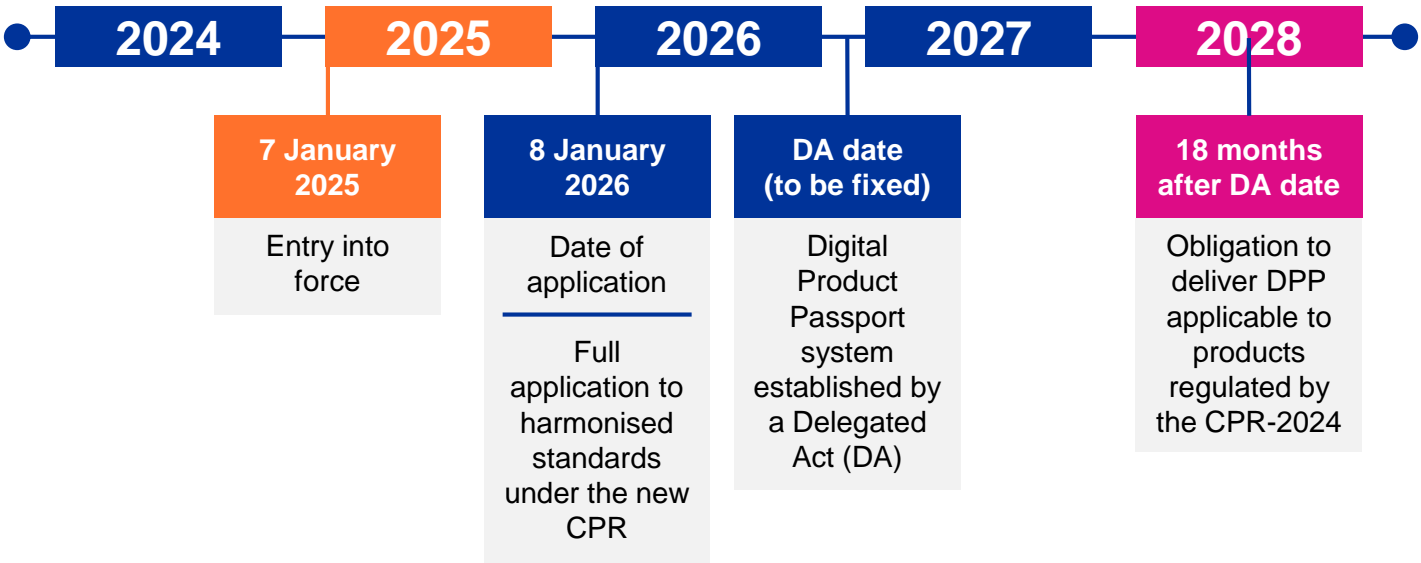 2024
2025
2026
2027
2028
7 January
2025
Entry into
force
8 January
2026
Date of
application
Full
application to
harmonised
standards
under the new
CPR
DA date
(to be fixed)
Digital
Product
Passport
system
established by
a Delegated
Act (DA)
18 months
after DA date
Obligation to
deliver DPP
applicable to
products
regulated by
the CPR-2024